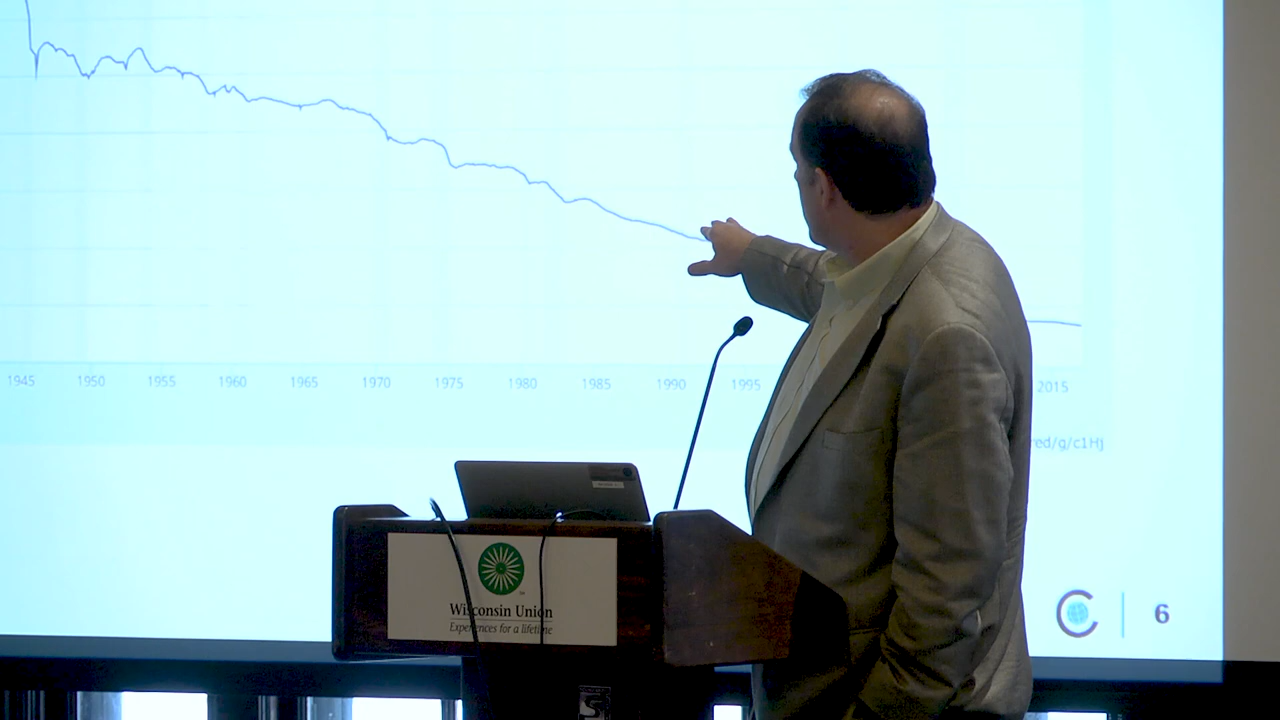 1945 1950 1955 1960 1965 1970 1975 1980 1985 1990 1995 2015
red/g/c1Hj
Wisconsin Union
Experiences for a lifetime
6